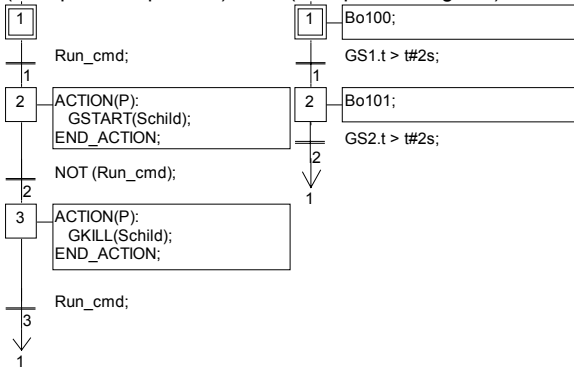 1
Run_cmd;
1
2
ACTION(P):
GSTART(Schild);
END_ACTION;
NOT (Run_cmd);
2
3
ACTION(P):
GKILL(Schild);
END_ACTION;
Run_cmd;
3
1
1
Bo100;
GS1.t > t#2s;
1
2
Bo101;
GS2.t > t#2s;
2
1